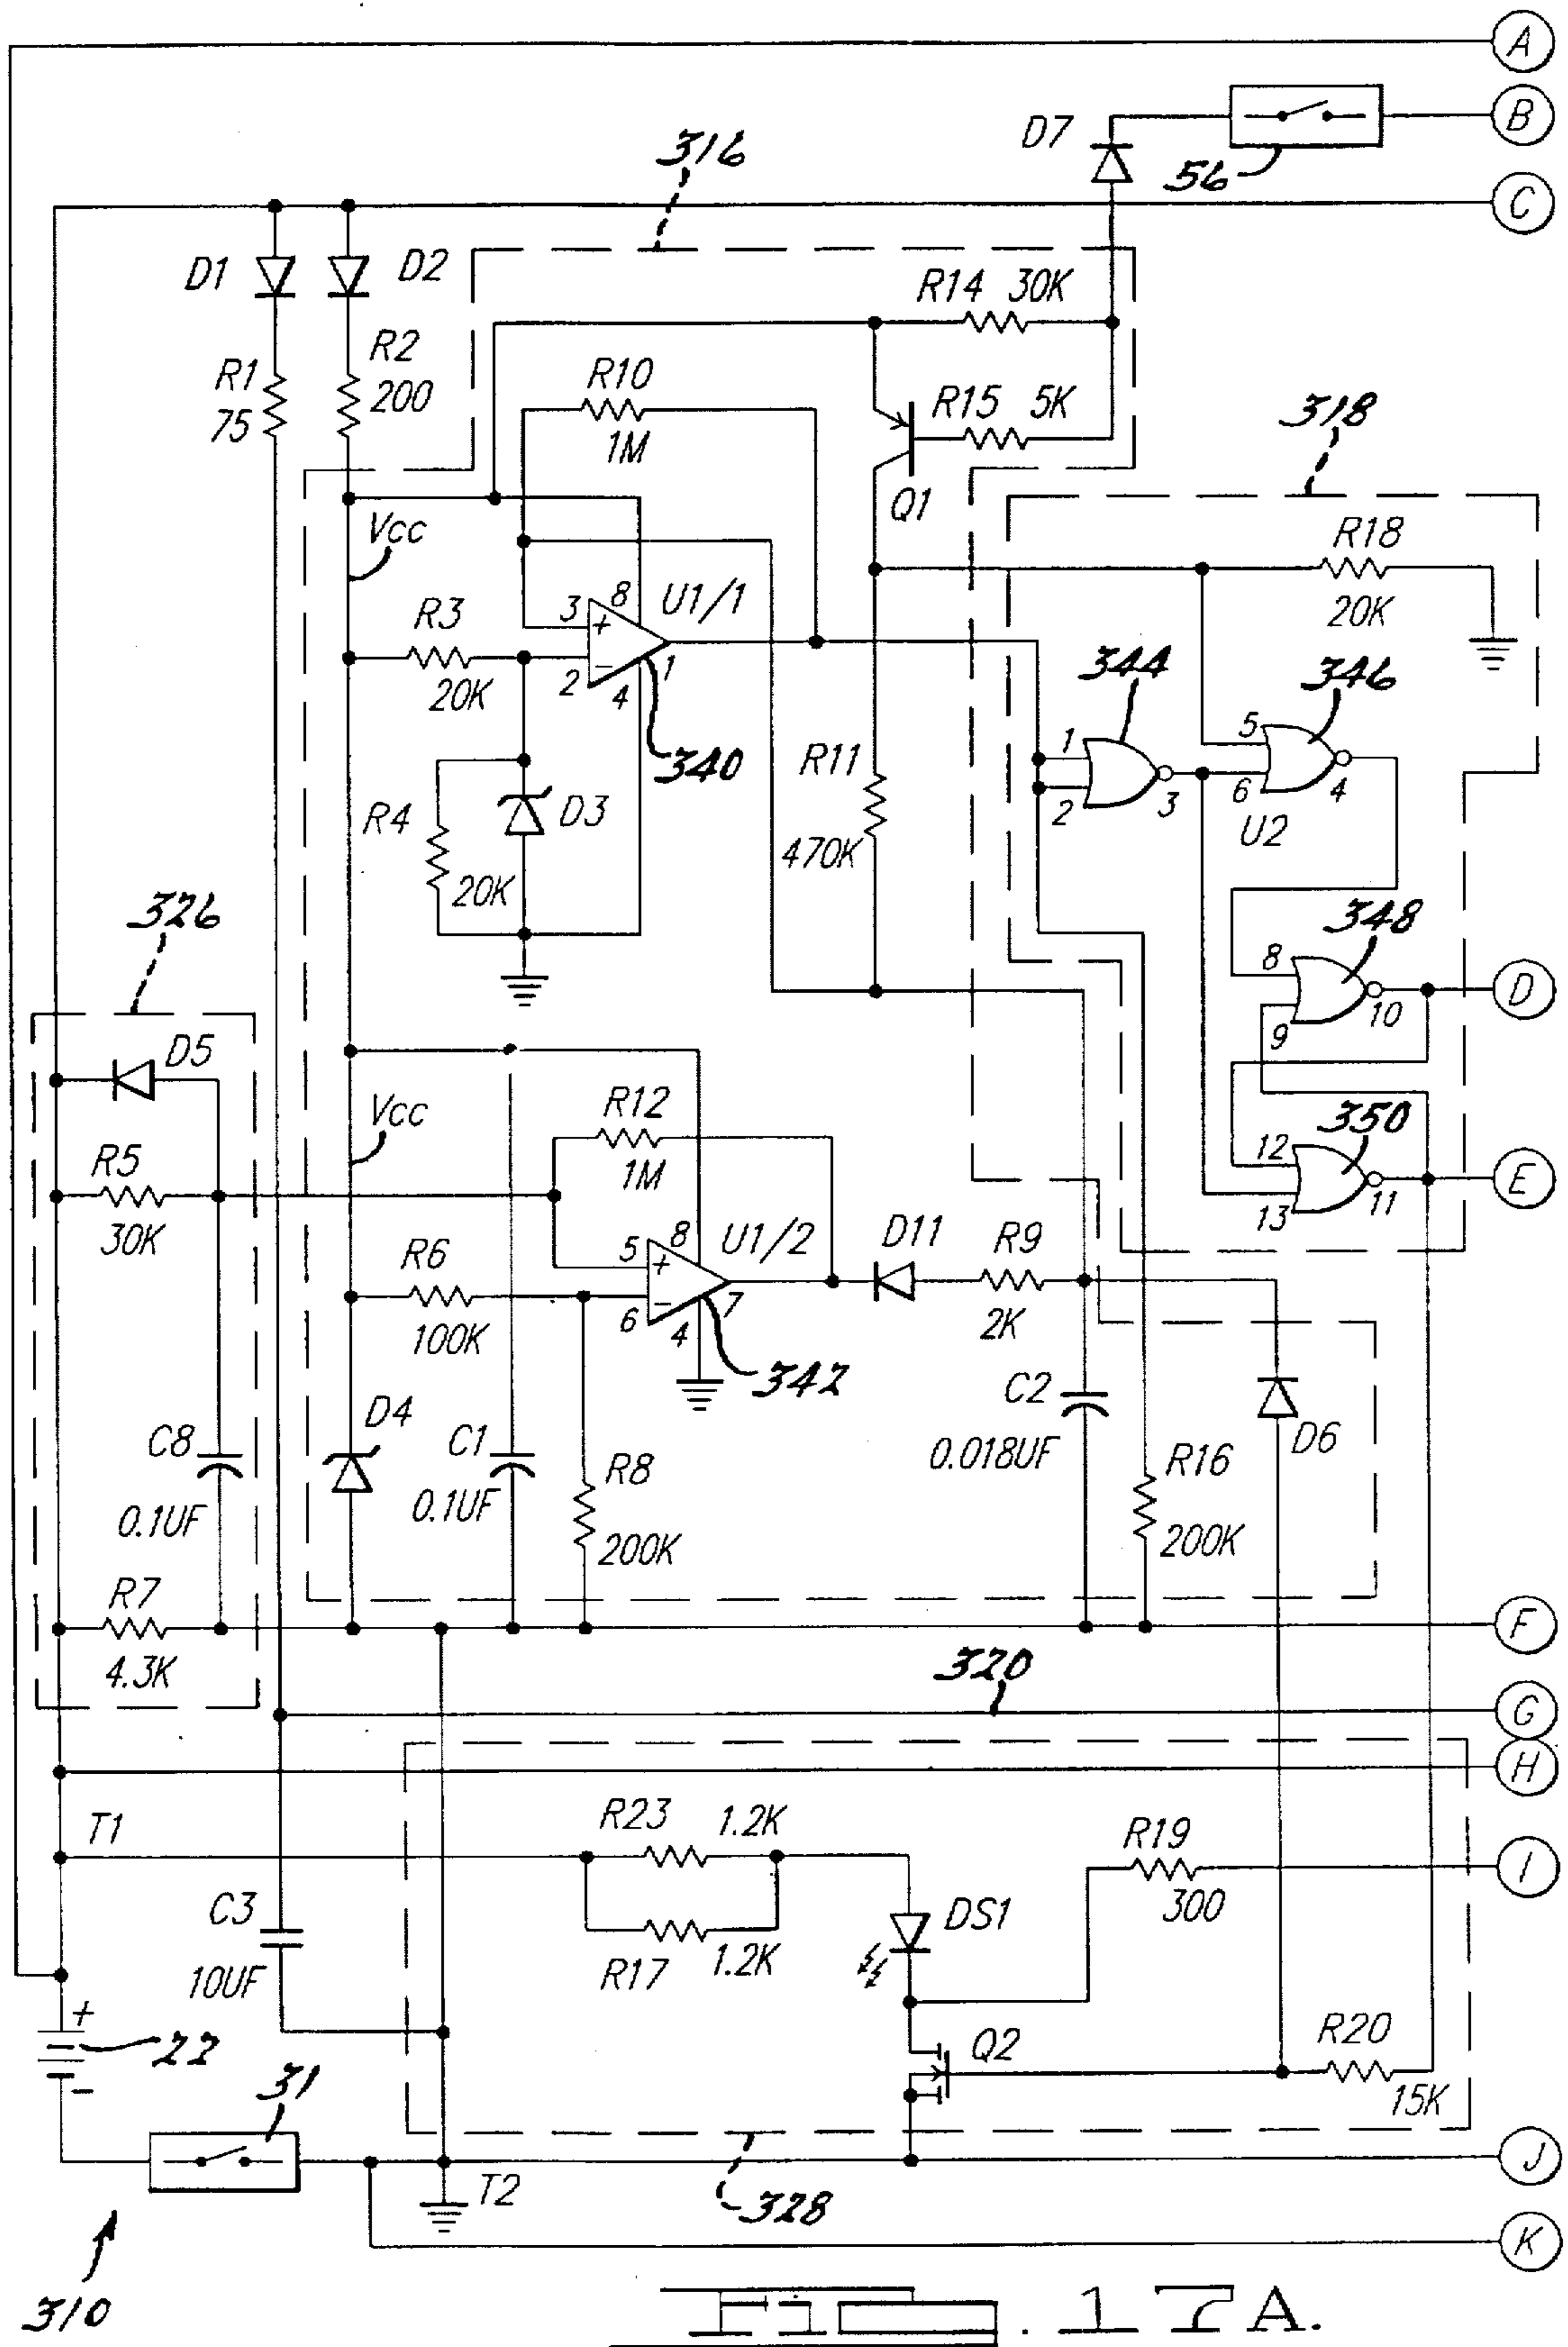 A
B
D7
316
56
C
D1
D2
R14 30K
R2
200
R1
75
R10
1M
R15 5K
318
Q1
Vcc
R18
20K
3
+
8
U1/1
R3
20K
2
−
4
1
340
344
346
5
1
2
3
6
4
U2
R11
470K
R4
20K
D3
326
348
8
9
10
D
D5
Vcc
R12
1M
350
12
13
11
E
R5
30K
5
+
8
U1/2
D11
R9
2K
R6
100K
6
−
4
7
342
D4
C2
0.018UF
D6
C8
0.1UF
C1
0.1UF
R8
200K
R16
200K
R7
4.3K
F
320
G
H
T1
R23 1.2K
R19
300
I
C3
10UF
R17 1.2K
DS1
+
22
−
Q2
R20
15K
31
J
T2
328
K
310
FIG. 17A.